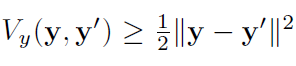 V_y(𝐲, 𝐲′) ≥ ½‖𝐲 − 𝐲′‖²